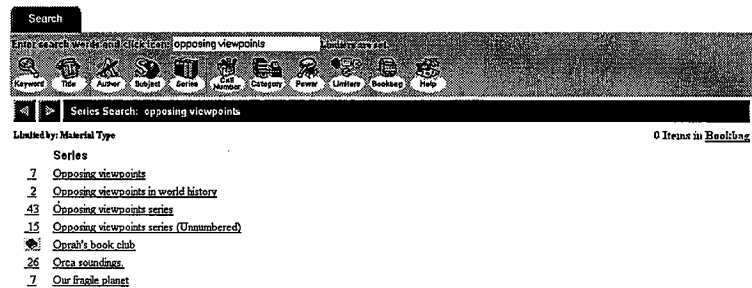 Search
Enter search words and click icon: opposing viewpoints Limiters are set.
Keyword Title Author Subject Series Call Number Category Power Limiters Bookbag Help
Series Search: opposing viewpoints
Limited by: Material Type 0 Items in Bookbag
Series
7 Opposing viewpoints
2 Opposing viewpoints in world history
43 Opposing viewpoints series
15 Opposing viewpoints series (Unnumbered)
Oprah's book club
26 Orca soundings.
7 Our fragile planet